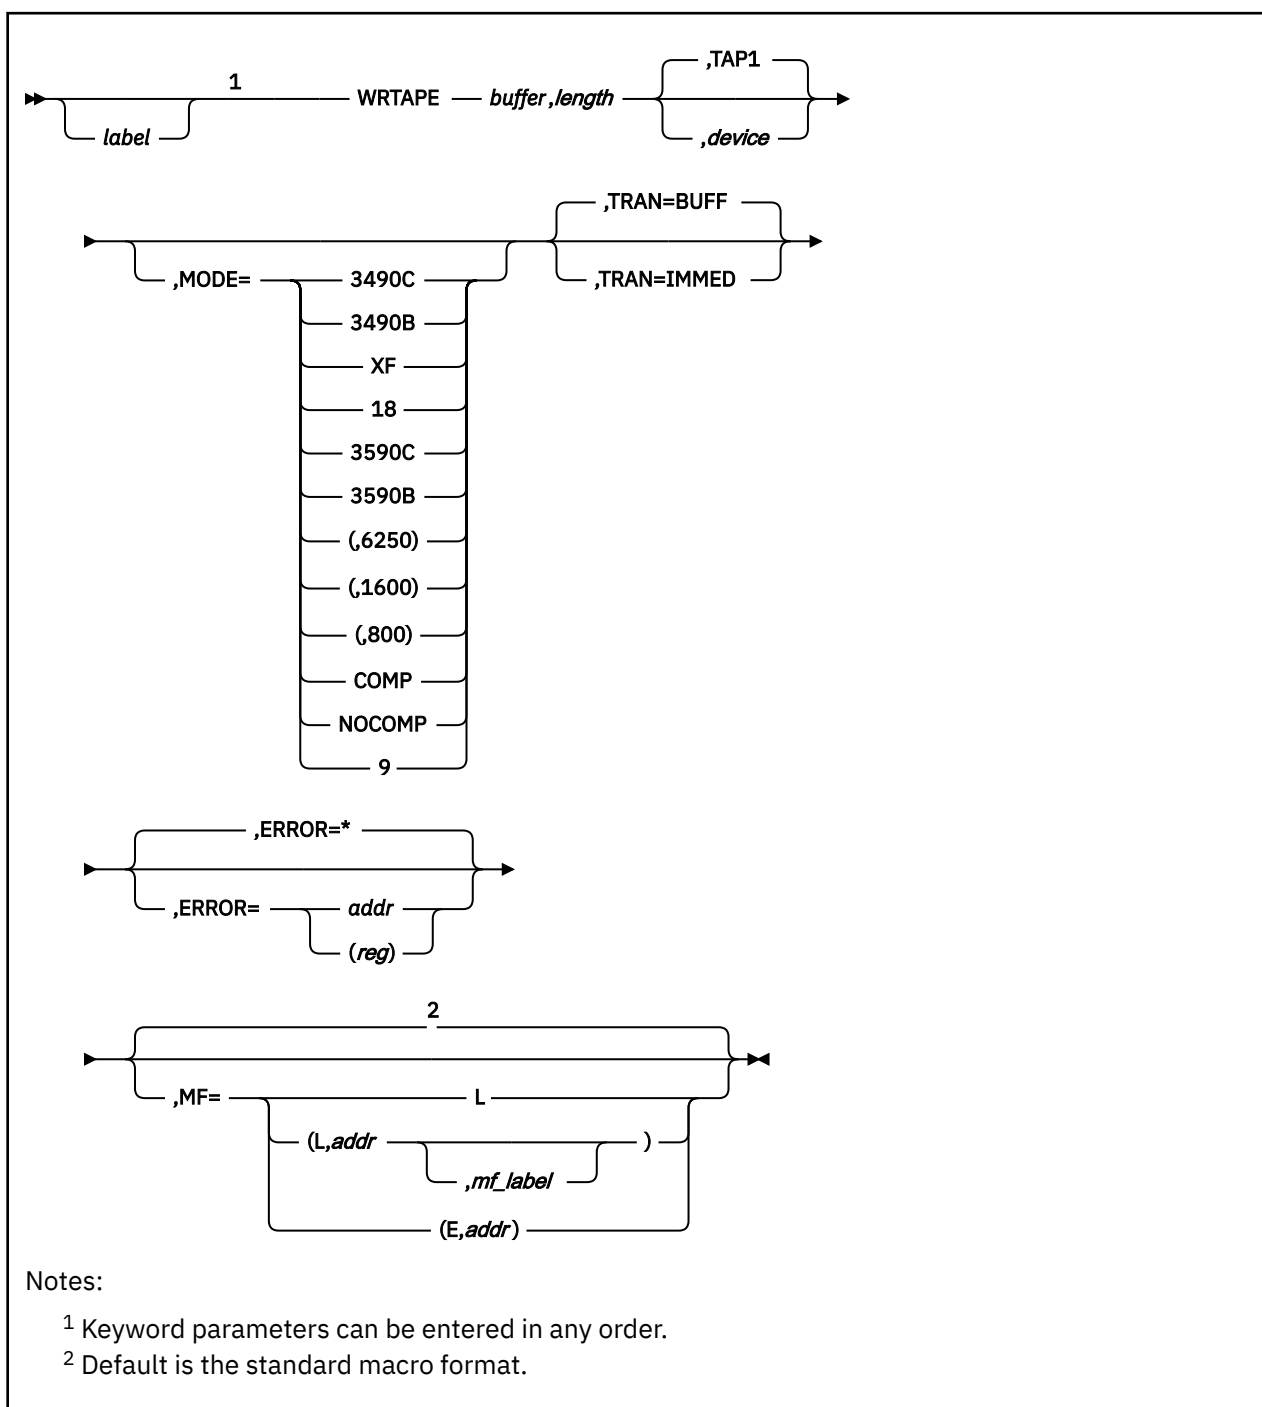 ,TAP1
1
WRTAPE buffer,length
label ,device
,TRAN=BUFF
,MODE= 3490C ,TRAN=IMMED
3490B
XF
18
3590C
3590B
(,6250)
(,1600)
(,800)
COMP
NOCOMP
9
,ERROR=*
,ERROR= addr
(reg)
2
,MF= L
(L,addr )
,mf_label
(E,addr)
Notes:
1 Keyword parameters can be entered in any order.
2 Default is the standard macro format.